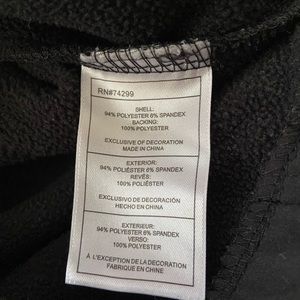 RN#74299
SHELL:
94% POLYESTER 6% SPANDEX
BACKING:
100% POLYESTER
EXCLUSIVE OF DECORATION
MADE IN CHINA
EXTERIOR:
94% POLIÉSTER 6% SPANDEX
REVÉS:
100% POLIÉSTER
EXCLUSIVO DE DECORACIÓN
HECHO EN CHINA
EXTERIEUR:
94% POLYESTER 6% SPANDEX
VERSO:
100% POLYESTER
À L'EXCEPTION DE LA DECORATION
FABRIQUE EN CHINE